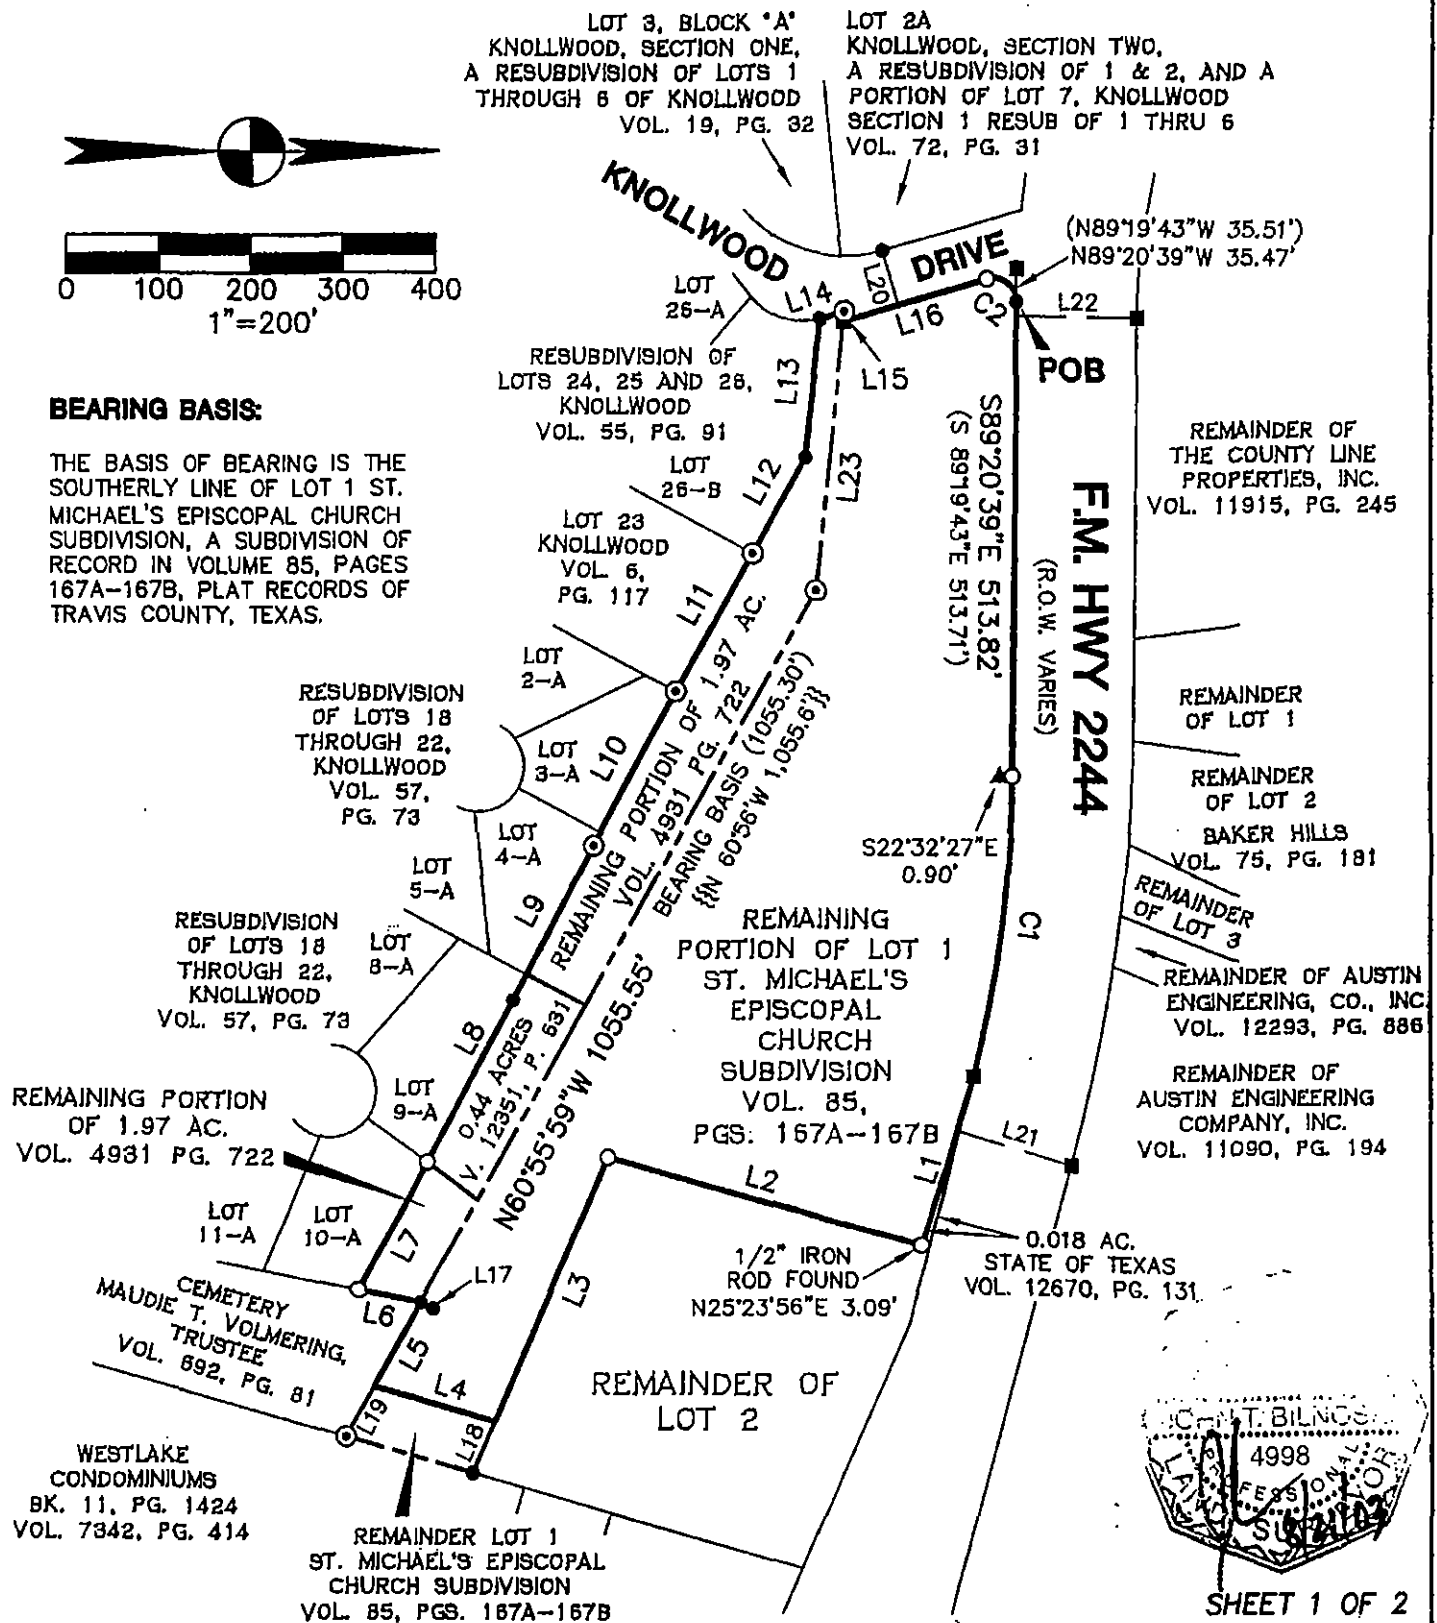 LOT 3, BLOCK "A"
KNOLLWOOD, SECTION ONE,
A RESUBDIVISION OF LOTS 1
THROUGH 6 OF KNOLLWOOD
VOL. 19, PG. 32
LOT 2A
KNOLLWOOD, SECTION TWO,
A RESUBDIVISION OF 1 & 2, AND A
PORTION OF LOT 7, KNOLLWOOD
SECTION 1 RESUB OF 1 THRU 6
VOL. 72, PG. 31
0 100 200 300 400
1"=200'
KNOLLWOOD
DRIVE
(N89°19'43"W 35.51')
N89°20'39"W 35.47'
LOT
25-A
L14
L20
L16
C2
L22
POB
L15
L13
RESUBDIVISION OF
LOTS 24, 25 AND 26,
KNOLLWOOD
VOL. 55, PG. 91
BEARING BASIS:
THE BASIS OF BEARING IS THE
SOUTHERLY LINE OF LOT 1 ST.
MICHAEL'S EPISCOPAL CHURCH
SUBDIVISION, A SUBDIVISION OF
RECORD IN VOLUME 85, PAGES
167A-167B, PLAT RECORDS OF
TRAVIS COUNTY, TEXAS.
LOT
26-B
L12
L23
S89°20'39"E 513.82'
(S 89°19'43"E 513.71')
F.M. HWY 2244
(R.O.W. VARIES)
REMAINDER OF
THE COUNTY LINE
PROPERTIES, INC.
VOL. 11915, PG. 245
LOT 23
KNOLLWOOD
VOL. 6,
PG. 117
L11
LOT
2-A
RESUBDIVISION
OF LOTS 18
THROUGH 22,
KNOLLWOOD
VOL. 57,
PG. 73
LOT
3-A
L10
REMAINING PORTION OF 1.97 AC.
VOL. 4931 PG. 722
BEARING BASIS (1055.30')
{{N 60°56'W 1,055.6'}}
N60°55'59"W 1055.55'
REMAINDER
OF LOT 1
REMAINDER
OF LOT 2
BAKER HILLS
VOL. 75, PG. 181
REMAINDER
OF LOT 3
S22°32'27"E
0.90'
LOT
4-A
LOT
5-A
L9
C1
REMAINING
PORTION OF LOT 1
ST. MICHAEL'S
EPISCOPAL
CHURCH
SUBDIVISION
VOL. 85,
PGS: 167A-167B
REMAINDER OF AUSTIN
ENGINEERING, CO., INC.
VOL. 12293, PG. 886
REMAINDER OF
AUSTIN ENGINEERING
COMPANY, INC.
VOL. 11090, PG. 194
RESUBDIVISION
OF LOTS 18
THROUGH 22,
KNOLLWOOD
VOL. 57, PG. 73
LOT
8-A
L8
0.44 ACRES
V. 12351, P. 631
LOT
9-A
REMAINING PORTION
OF 1.97 AC.
VOL. 4931 PG. 722
L21
L1
L2
LOT
11-A
LOT
10-A
L7
1/2" IRON
ROD FOUND
N25°23'56"E 3.09'
0.018 AC.
STATE OF TEXAS
VOL. 12670, PG. 131
L17
L6
L3
CEMETERY
MAUDIE T. VOLMERING,
TRUSTEE
VOL. 692, PG. 81
L5
L4
L19
L18
REMAINDER OF
LOT 2
WESTLAKE
CONDOMINIUMS
BK. 11, PG. 1424
VOL. 7342, PG. 414
REMAINDER LOT 1
ST. MICHAEL'S EPISCOPAL
CHURCH SUBDIVISION
VOL. 85, PGS. 167A-167B
T. BILNOS
4998
PROFESSIONAL
SHEET 1 OF 2